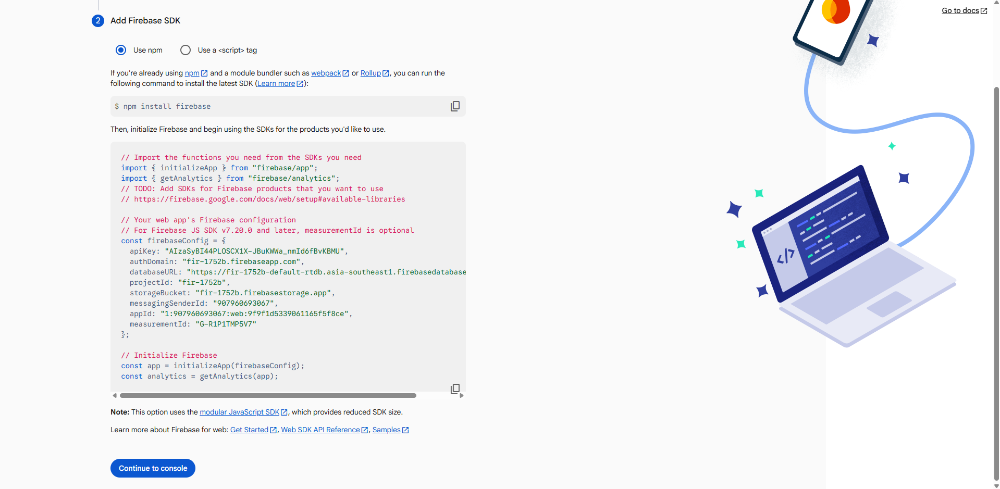 Go to docs
2 Add Firebase SDK
Use npm Use a <script> tag
If you're already using npm and a module bundler such as webpack or Rollup, you can run the
following command to install the latest SDK (Learn more):
$ npm install firebase
Then, initialize Firebase and begin using the SDKs for the products you'd like to use.
// Import the functions you need from the SDKs you need
import { initializeApp } from "firebase/app";
import { getAnalytics } from "firebase/analytics";
// TODO: Add SDKs for Firebase products that you want to use
// https://firebase.google.com/docs/web/setup#available-libraries
// Your web app's Firebase configuration
// For Firebase JS SDK v7.20.0 and later, measurementId is optional
const firebaseConfig = {
  apiKey: "AIzaSyBI44PLOSCX1X-JBuKWWa_nmId6fBvKBMU",
  authDomain: "fir-1752b.firebaseapp.com",
  databaseURL: "https://fir-1752b-default-rtdb.asia-southeast1.firebasedatabase
  projectId: "fir-1752b",
  storageBucket: "fir-1752b.firebasestorage.app",
  messagingSenderId: "907960693067",
  appId: "1:907960693067:web:9f9f1d5339061165f5f8ce",
  measurementId: "G-R1P1TMP5V7"
};
// Initialize Firebase
const app = initializeApp(firebaseConfig);
const analytics = getAnalytics(app);
Note: This option uses the modular JavaScript SDK, which provides reduced SDK size.
Learn more about Firebase for web: Get Started, Web SDK API Reference, Samples
Continue to console
</>